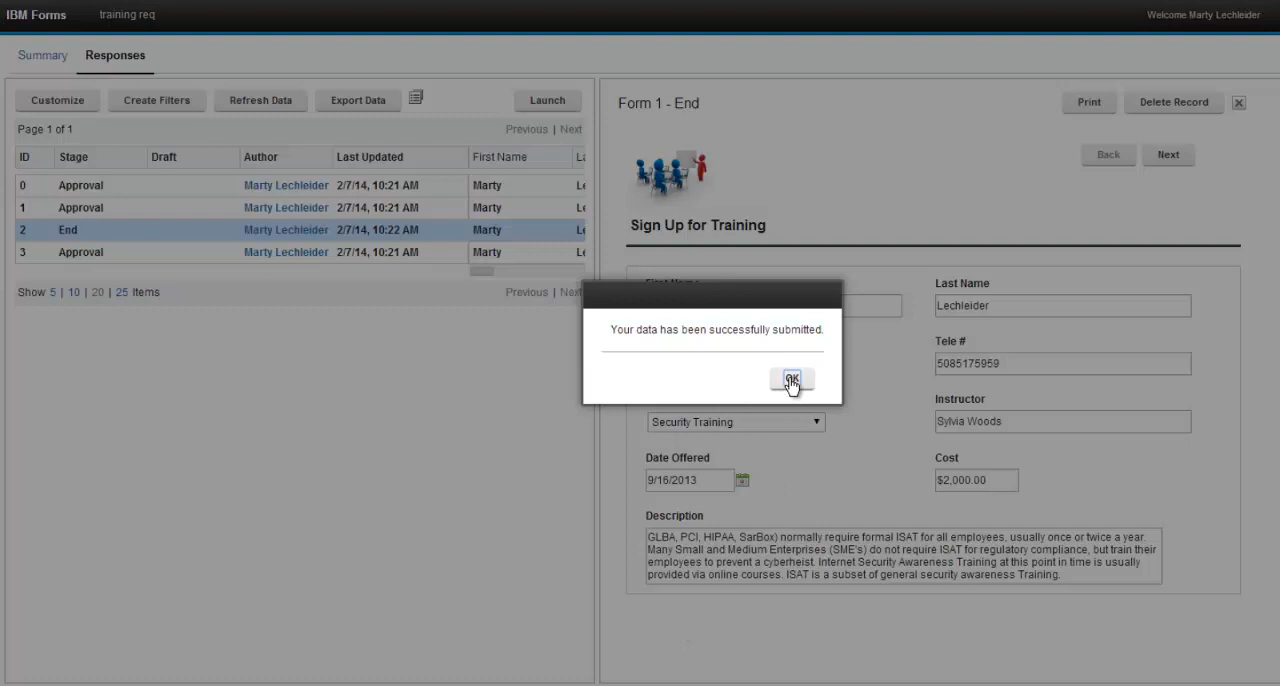 IBM Forms training req Welcome Marty Lechleider
Summary Responses
Customize Create Filters Refresh Data Export Data Launch
Page 1 of 1 Previous | Next
ID Stage Draft Author Last Updated First Name
0 Approval Marty Lechleider 2/7/14, 10:21 AM Marty
1 Approval Marty Lechleider 2/7/14, 10:21 AM Marty
2 End Marty Lechleider 2/7/14, 10:22 AM Marty
3 Approval Marty Lechleider 2/7/14, 10:21 AM Marty
Show 5 | 10 | 20 | 25 Items Previous | Next
Form 1 - End Print Delete Record
Back Next
Sign Up for Training
First Name Last Name
Lechleider
Your data has been successfully submitted.
OK
Tele #
5085175959
Instructor
Security Training Sylvia Woods
Date Offered Cost
9/16/2013 $2,000.00
Description
GLBA, PCI, HIPAA, SarBox) normally require formal ISAT for all employees, usually once or twice a year.
Many Small and Medium Enterprises (SME's) do not require ISAT for regulatory compliance, but train their
employees to prevent a cyberheist. Internet Security Awareness Training at this point in time is usually
provided via online courses. ISAT is a subset of general security awareness Training.